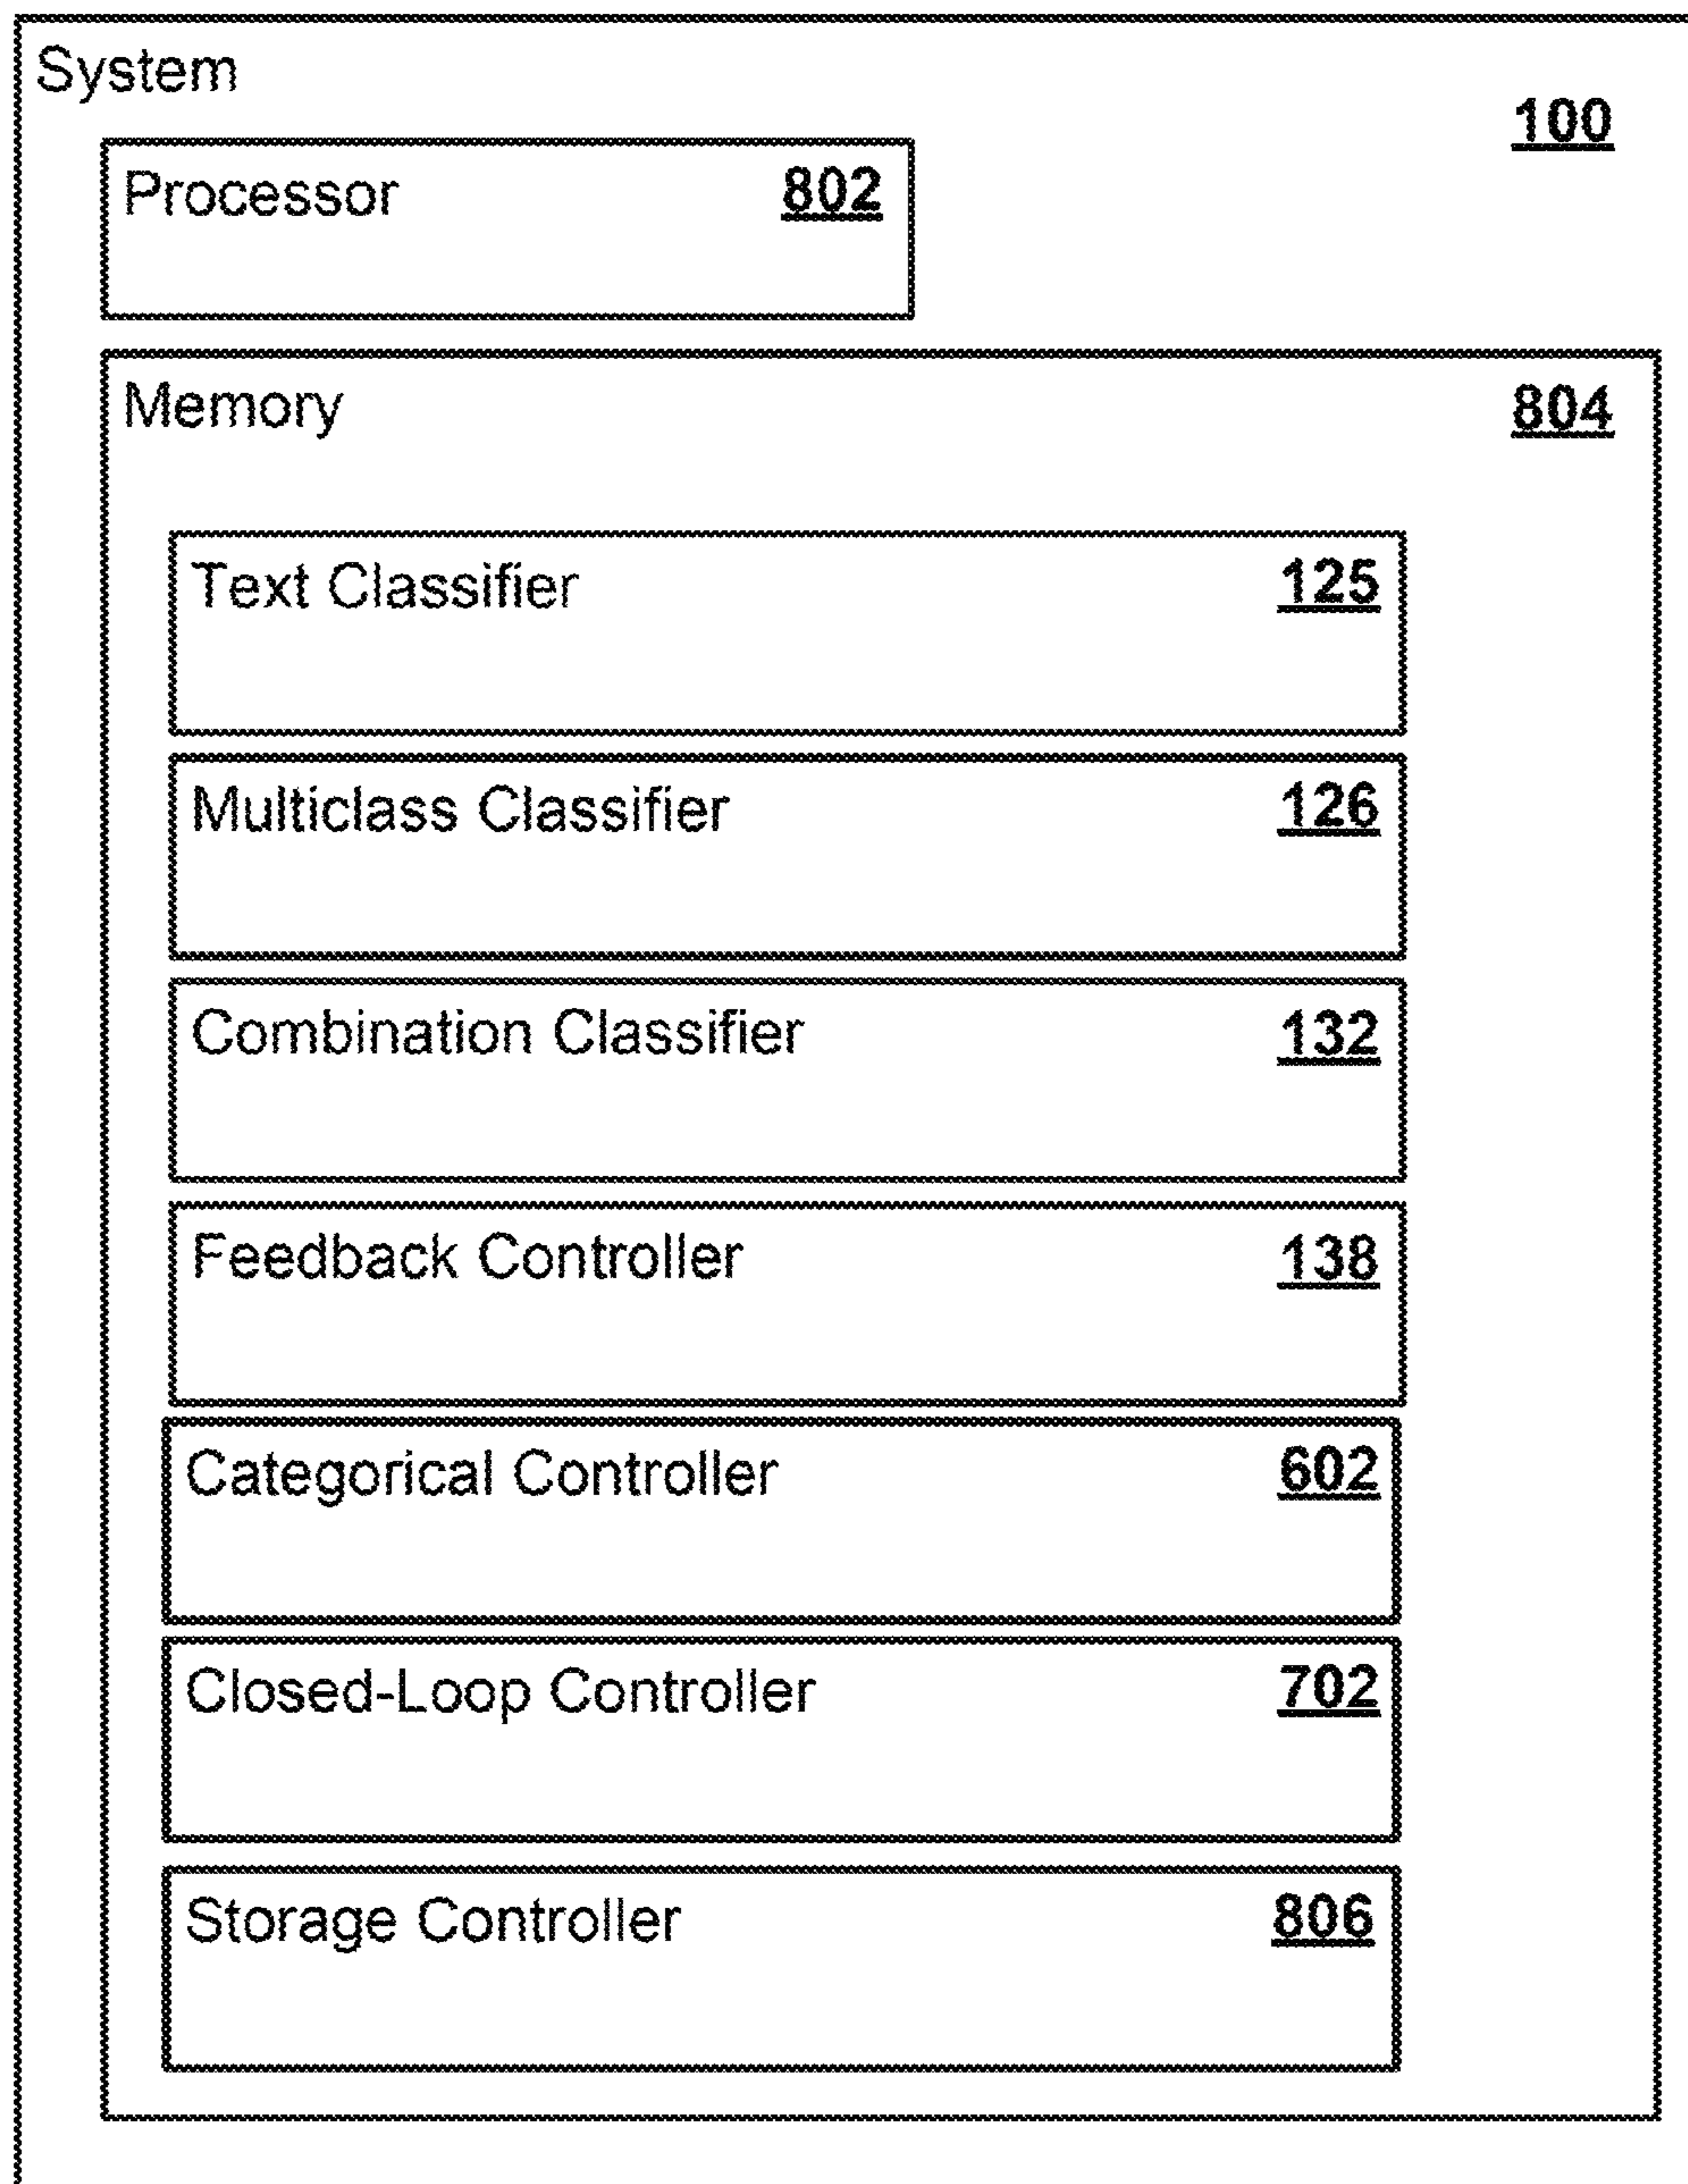 System
100
Processor 802
Memory 804
Text Classifier 125
Multiclass Classifier 126
Combination Classifier 132
Feedback Controller 138
Categorical Controller 602
Closed-Loop Controller 702
Storage Controller 806